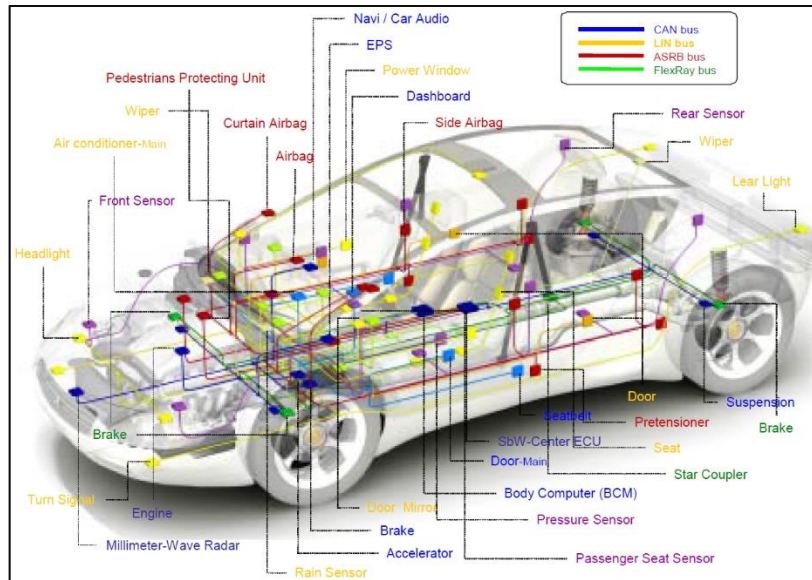 Navi / Car Audio
CAN bus
LIN bus
ASRB bus
FlexRay bus
EPS
Pedestrians Protecting Unit
Power Window
Wiper
Dashboard
Rear Sensor
Curtain Airbag
Side Airbag
Wiper
Air conditioner-Main
Airbag
Lear Light
Front Sensor
Headlight
Door
Suspension
Seatbelt
Pretensioner
Brake
Brake
SbW-Center ECU
Seat
Door-Main
Star Coupler
Turn Signal
Body Computer (BCM)
Engine
Door Mirror
Pressure Sensor
Brake
Millimeter-Wave Radar
Accelerator
Passenger Seat Sensor
Rain Sensor